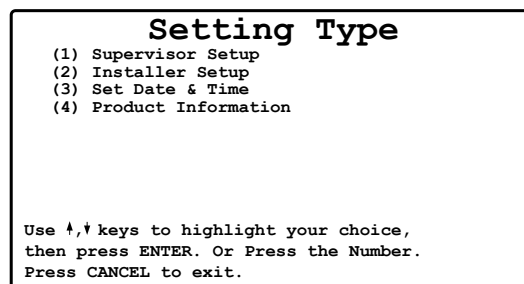 Setting Type
(1) Supervisor Setup
(2) Installer Setup
(3) Set Date & Time
(4) Product Information
Use ↑,↓ keys to highlight your choice,
then press ENTER. Or Press the Number.
Press CANCEL to exit.